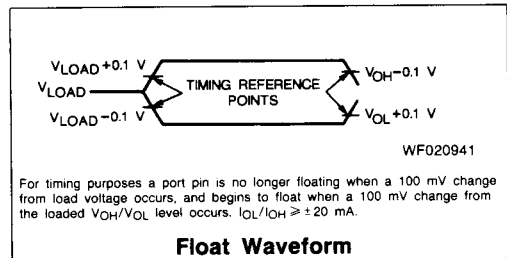 VLOAD+0.1 V
VLOAD
VLOAD−0.1 V
TIMING REFERENCE
POINTS
VOH−0.1 V
VOL+0.1 V
WF020941
For timing purposes a port pin is no longer floating when a 100 mV change
from load voltage occurs, and begins to float when a 100 mV change from
the loaded VOH/VOL level occurs. IOL/IOH ≥ ±20 mA.
Float Waveform